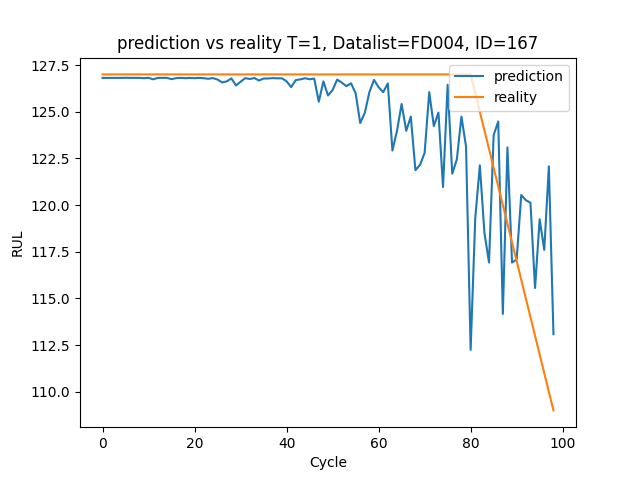 prediction vs reality T=1, Datalist=FD004, ID=167
127.5
125.0
122.5
120.0
117.5
115.0
112.5
110.0
RUL
prediction
reality
0 20 40 60 80 100
Cycle